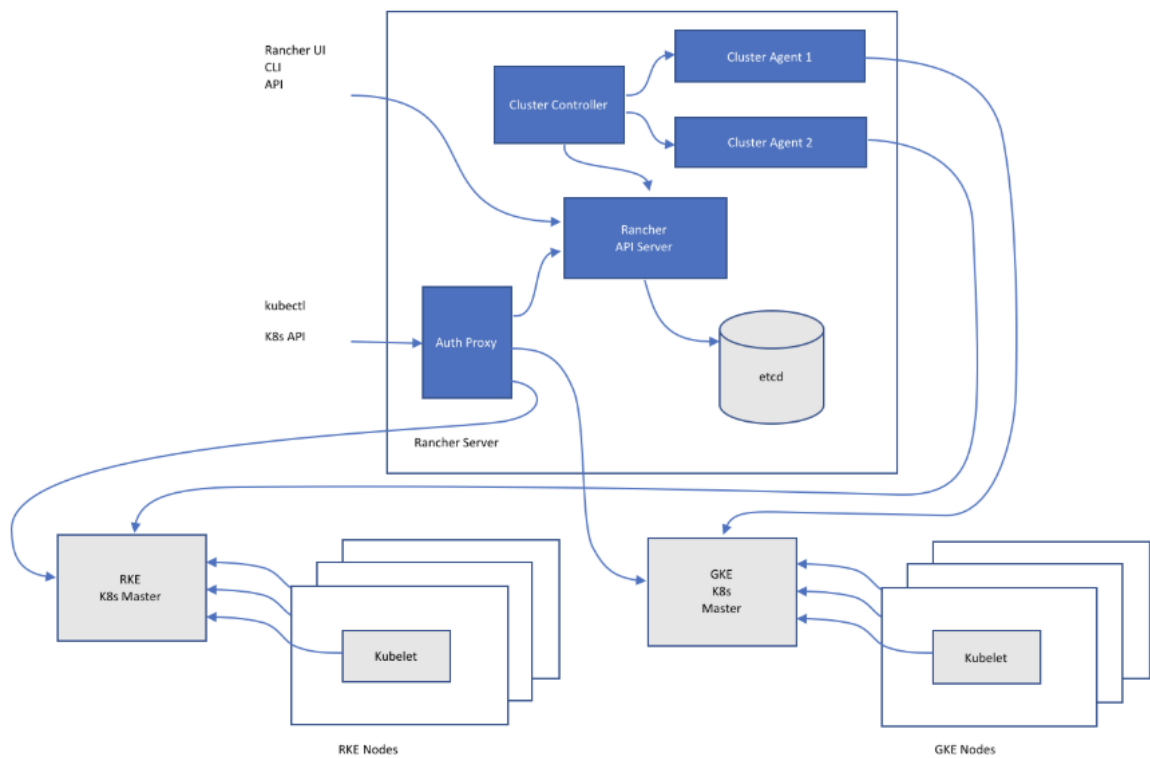 Rancher UI
CLI
API
Cluster Controller
Cluster Agent 1
Cluster Agent 2
Rancher
API Server
kubectl
K8s API
Auth Proxy
etcd
Rancher Server
RKE
K8s Master
Kubelet
RKE Nodes
GKE
K8s
Master
Kubelet
GKE Nodes